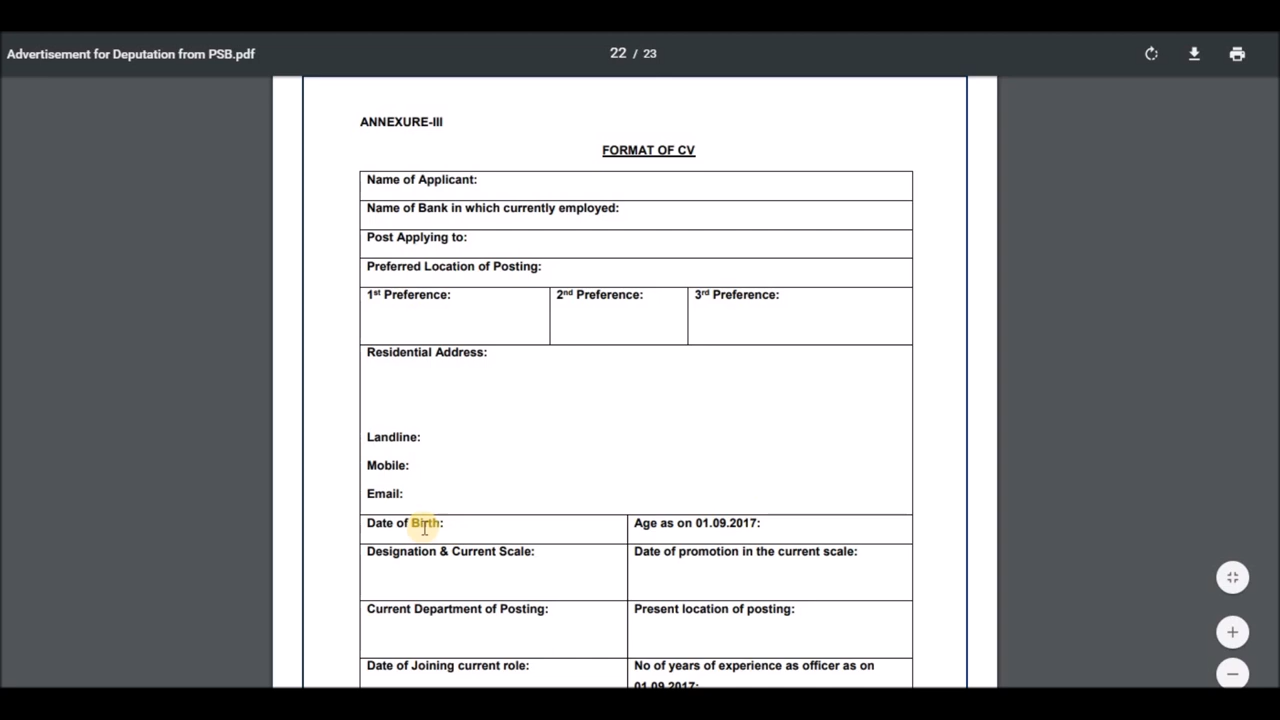 Advertisement for Deputation from PSB.pdf
22 / 23
ANNEXURE-III
FORMAT OF CV
Name of Applicant:
Name of Bank in which currently employed:
Post Applying to:
Preferred Location of Posting:
1st Preference: 2nd Preference: 3rd Preference:
Residential Address:
Landline:
Mobile:
Email:
Date of Birth: Age as on 01.09.2017:
Designation & Current Scale: Date of promotion in the current scale:
Current Department of Posting: Present location of posting:
Date of Joining current role: No of years of experience as officer as on
01.09.2017: